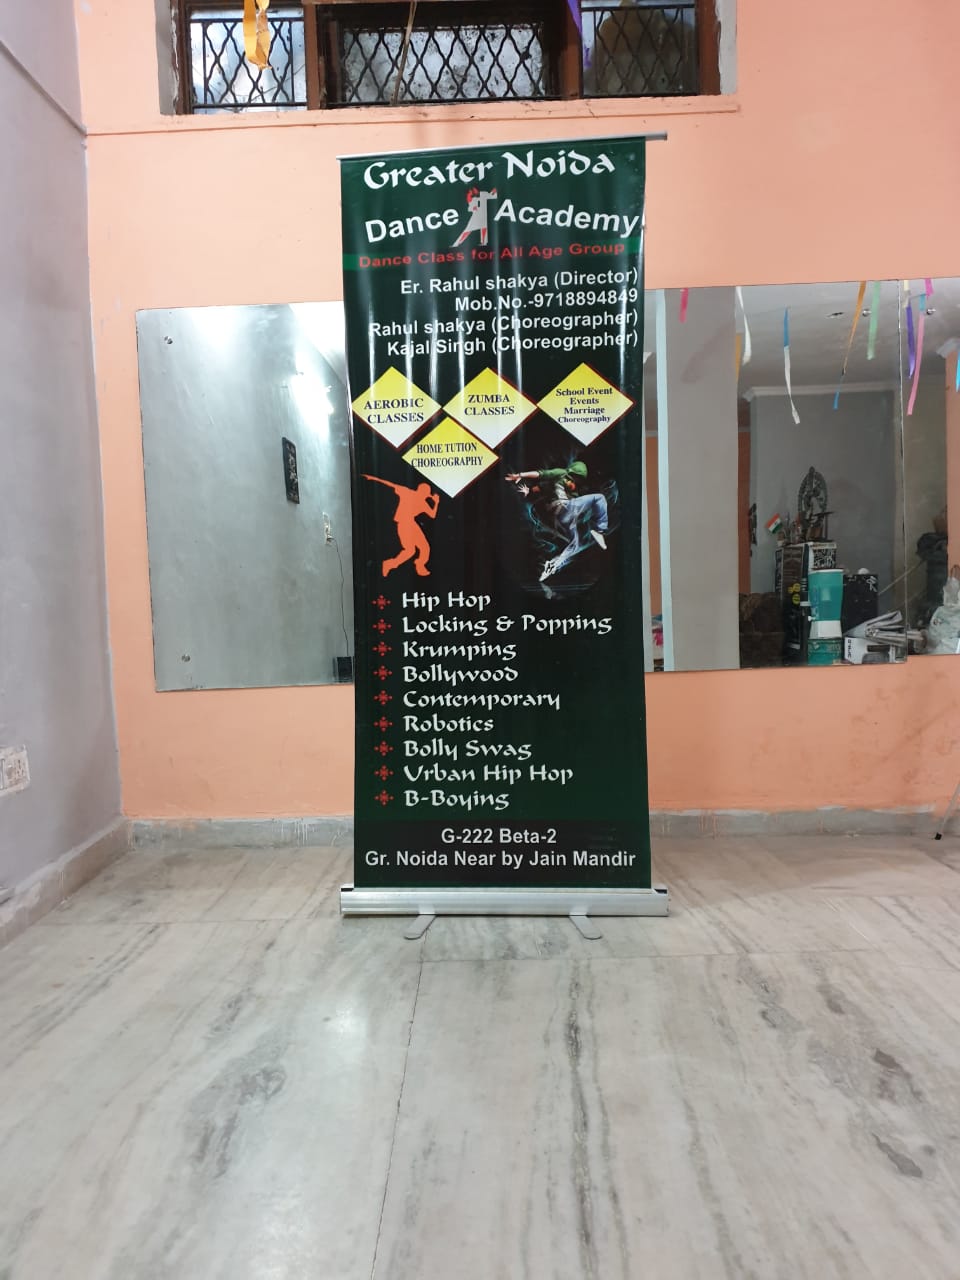 Greater Noida
Dance Academy
Dance Class for All Age Group
Er. Rahul shakya (Director)
Mob.No.-9718894849
Rahul shakya (Choreographer)
Kajal Singh (Choreographer)
AEROBIC
CLASSES
ZUMBA
CLASSES
School Event
Events
Marriage
Choreography
HOME TUTION
CHOREOGRAPHY
Hip Hop
Locking & Popping
Krumping
Bollywood
Contemporary
Robotics
Bolly Swag
Urban Hip Hop
B-Boying
G-222 Beta-2
Gr. Noida Near by Jain Mandir